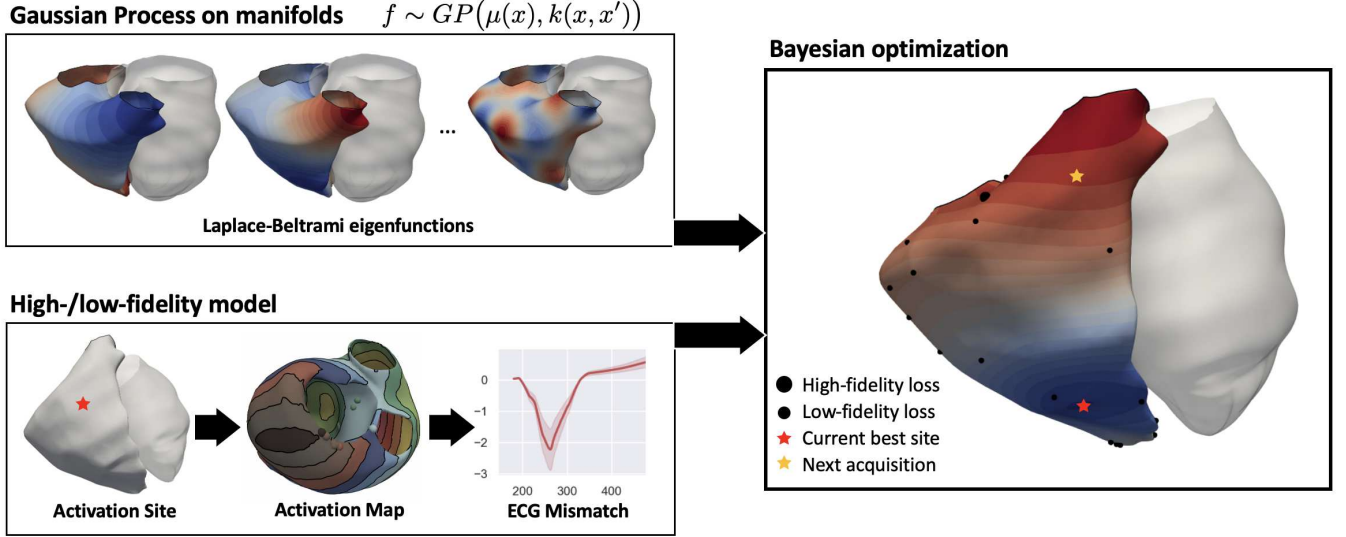 Gaussian Process on manifolds f ∼ GP(μ(x), k(x, x′))
...
Laplace-Beltrami eigenfunctions
High-/low-fidelity model
0
−1
−2
−3
200 300 400
Activation Site
Activation Map
ECG Mismatch
Bayesian optimization
High-fidelity loss
Low-fidelity loss
Current best site
Next acquisition